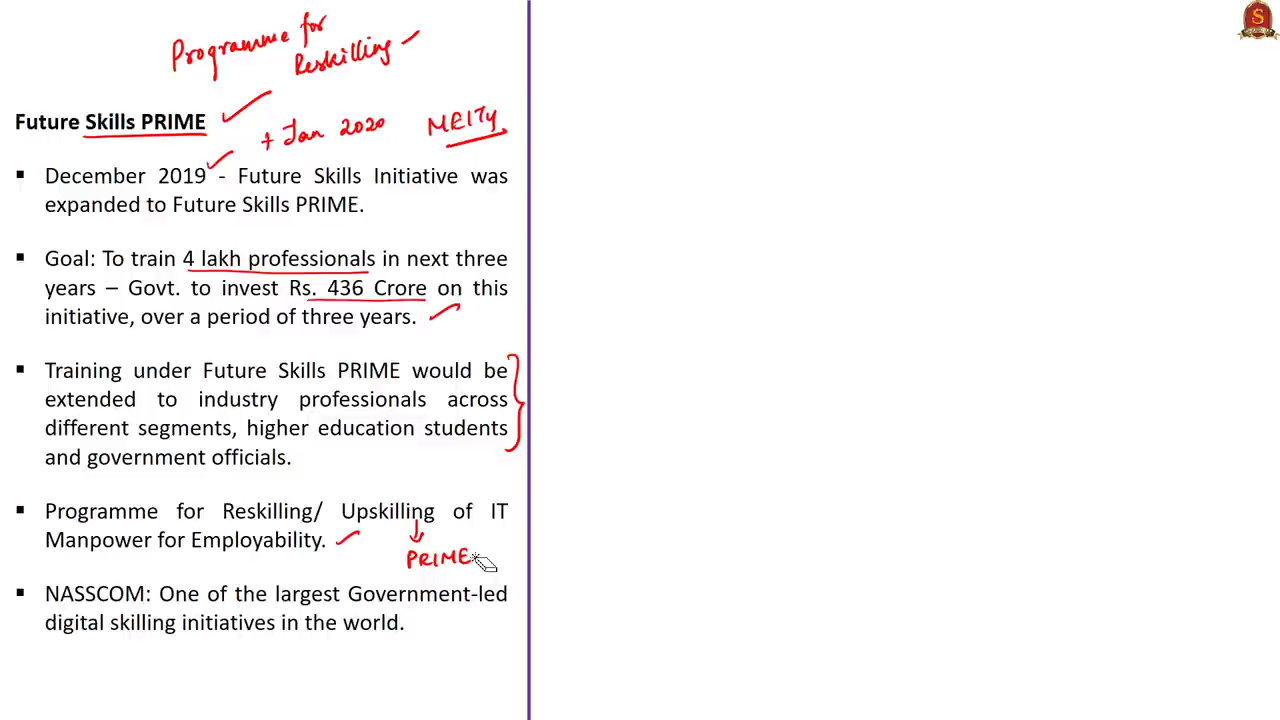 Programme for
Reskilling
Future Skills PRIME
+ Jan 2020 MEITy
▪ December 2019 - Future Skills Initiative was
expanded to Future Skills PRIME.
▪ Goal: To train 4 lakh professionals in next three
years – Govt. to invest Rs. 436 Crore on this
initiative, over a period of three years.
▪ Training under Future Skills PRIME would be
extended to industry professionals across
different segments, higher education students
and government officials.
▪ Programme for Reskilling/ Upskilling of IT
Manpower for Employability.
PRIME
▪ NASSCOM: One of the largest Government-led
digital skilling initiatives in the world.
S